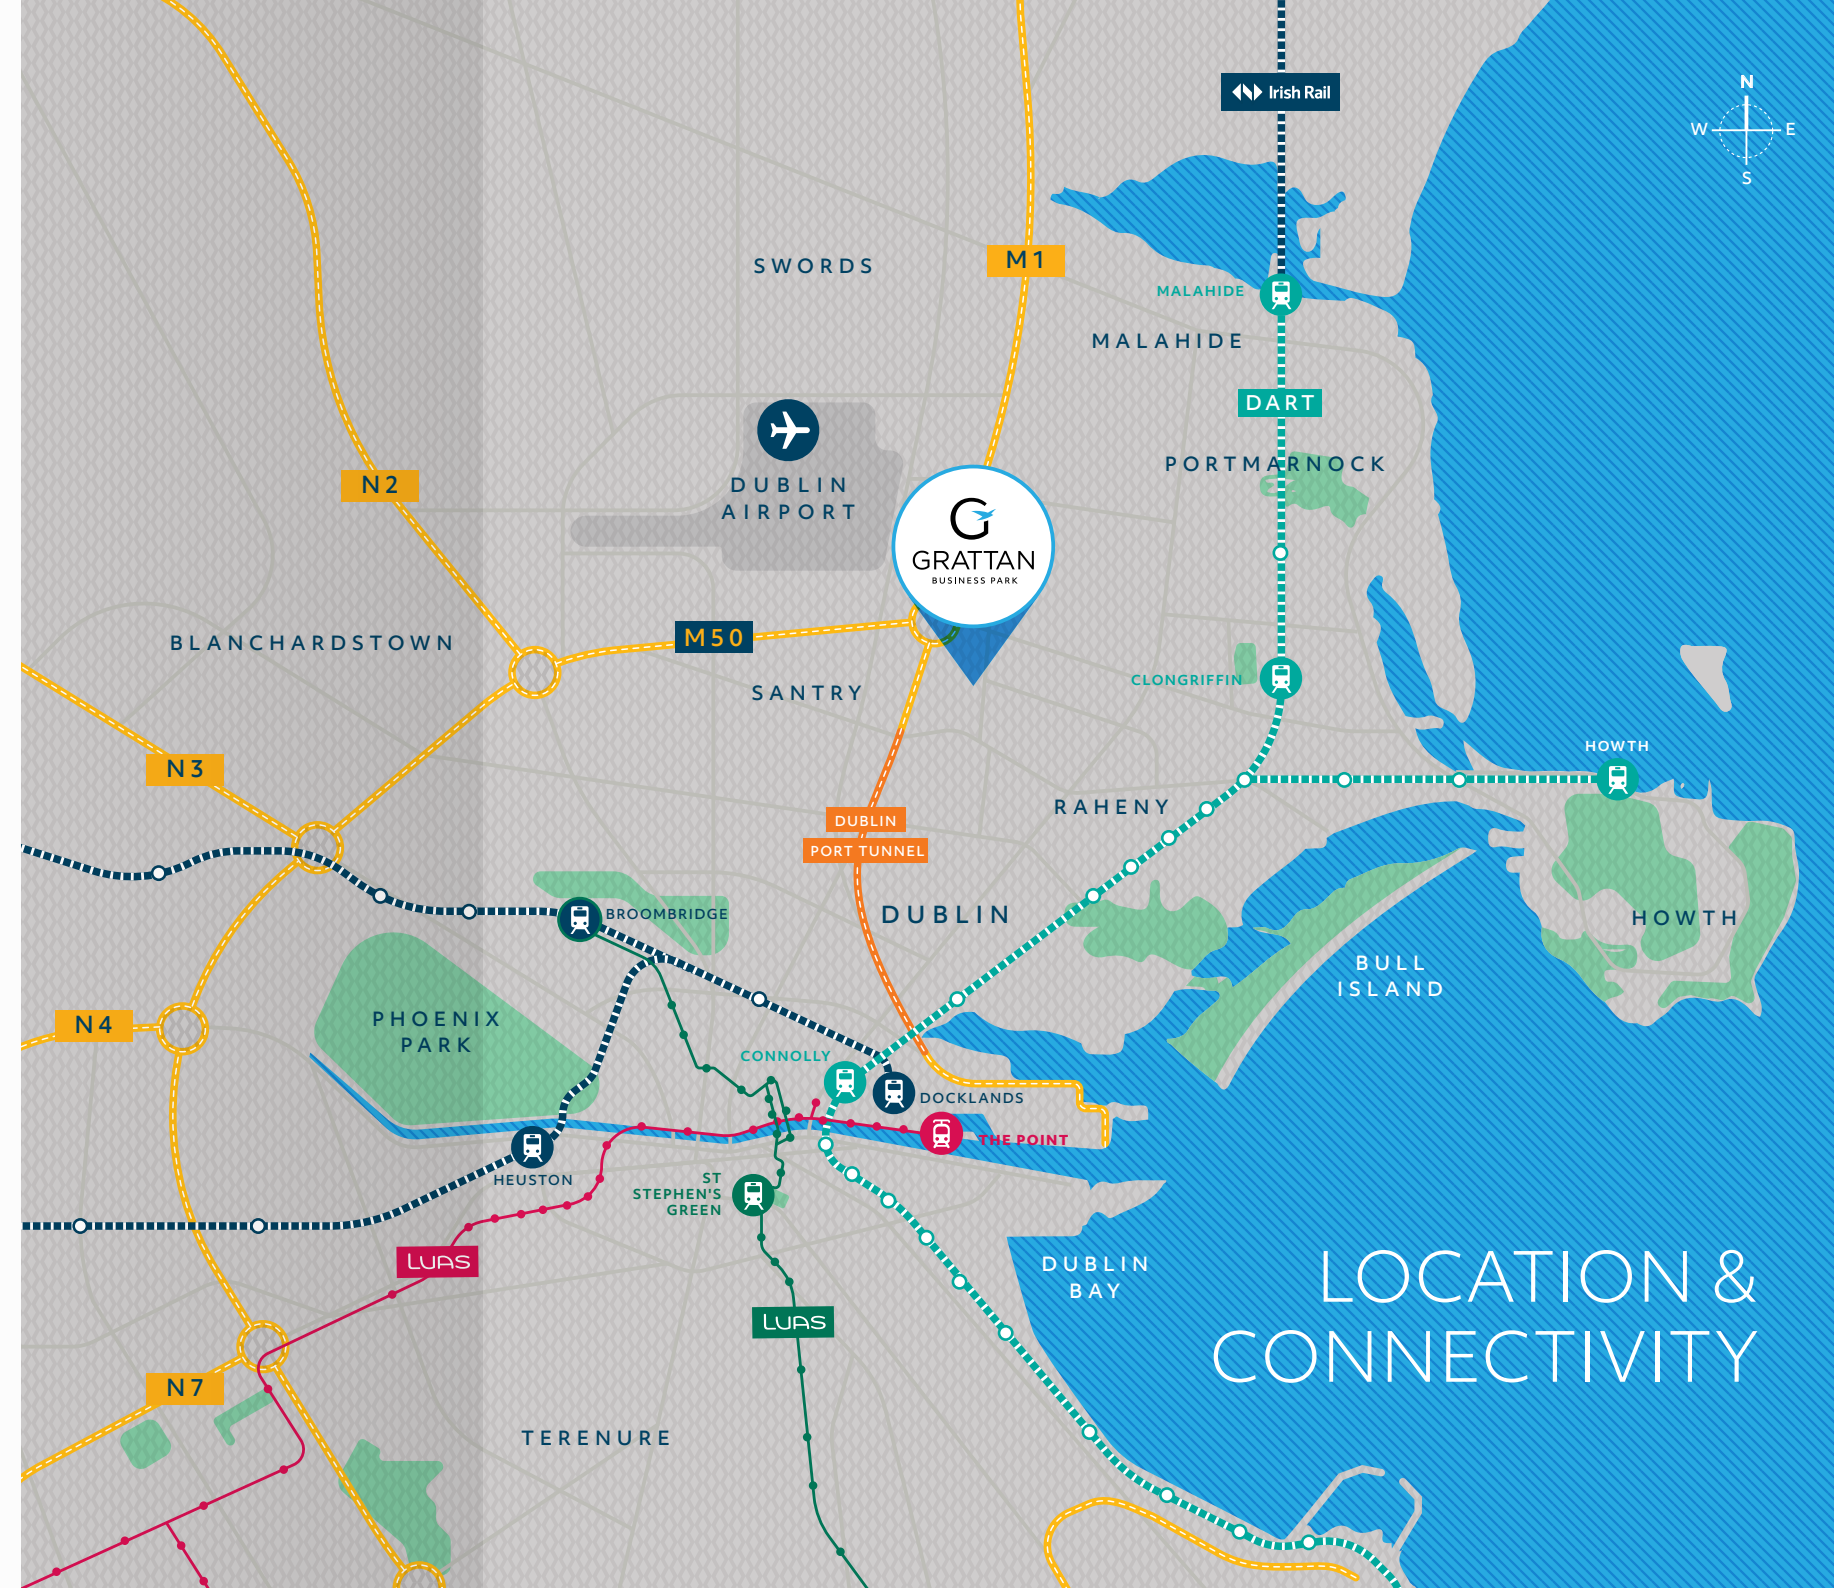 Irish Rail
N
W
E
S
SWORDS
M1
MALAHIDE
MALAHIDE
DART
PORTMARNOCK
N2
DUBLIN
AIRPORT
GRATTAN
BUSINESS PARK
BLANCHARDSTOWN
M50
SANTRY
CLONGRIFFIN
HOWTH
N3
RAHENY
DUBLIN
PORT TUNNEL
BROOMBRIDGE
DUBLIN
HOWTH
BULL
ISLAND
PHOENIX
PARK
N4
CONNOLLY
DOCKLANDS
THE POINT
HEUSTON
ST
STEPHEN'S
GREEN
LUAS
DUBLIN
BAY
LUAS
LOCATION &
CONNECTIVITY
N7
TERENURE